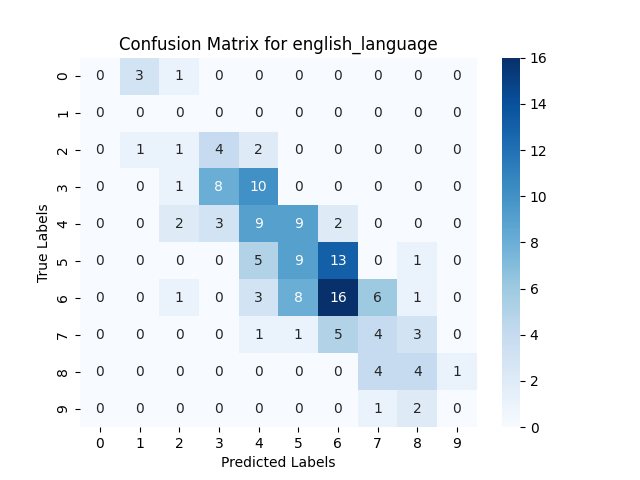 Confusion Matrix for english_language
0 0 3 1 0 0 0 0 0 0 0
1 0 0 0 0 0 0 0 0 0 0
2 0 1 1 4 2 0 0 0 0 0
3 0 0 1 8 10 0 0 0 0 0
4 0 0 2 3 9 9 2 0 0 0
5 0 0 0 0 5 9 13 0 1 0
6 0 0 1 0 3 8 16 6 1 0
7 0 0 0 0 1 1 5 4 3 0
8 0 0 0 0 0 0 0 4 4 1
9 0 0 0 0 0 0 0 1 2 0
0 1 2 3 4 5 6 7 8 9
Predicted Labels
True Labels
16
14
12
10
8
6
4
2
0